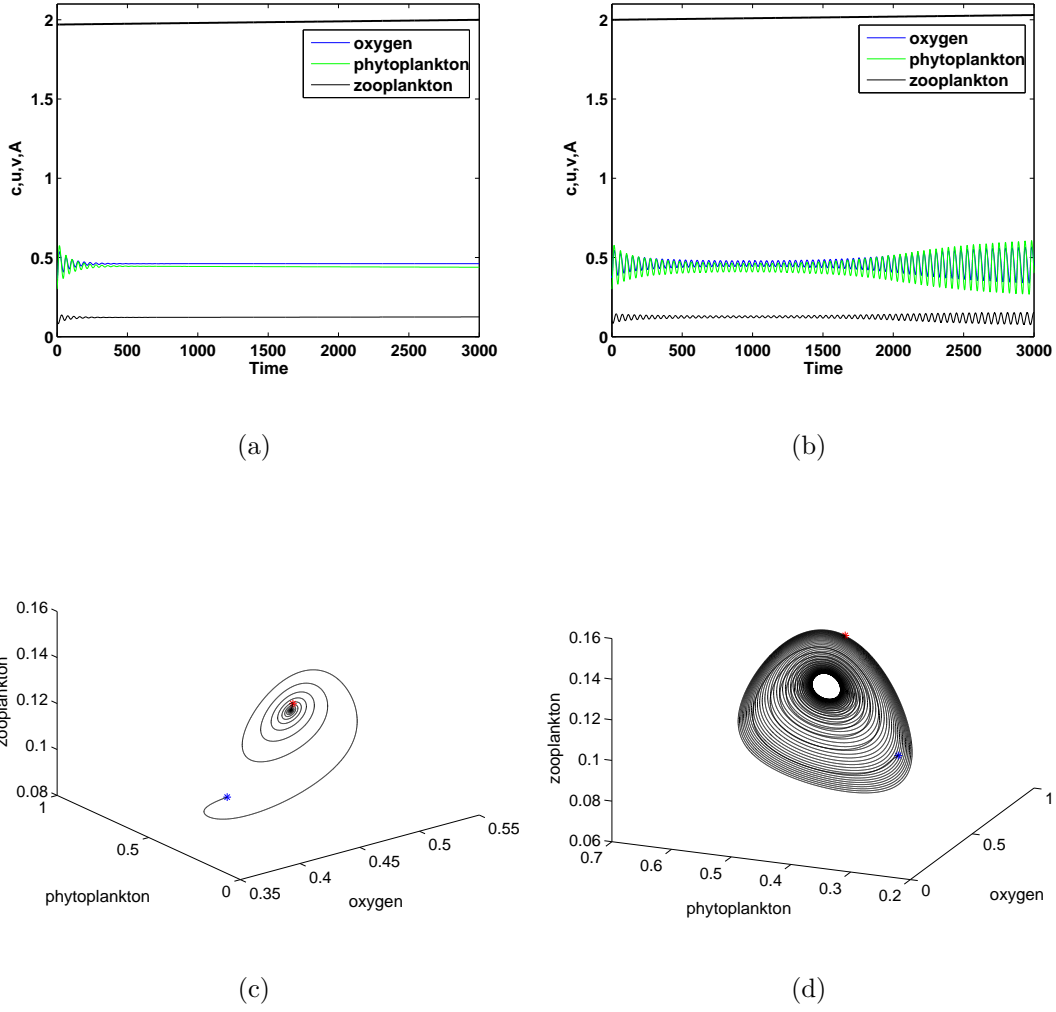 2
1.5
1
0.5
0
c,u,v,A
oxygen
phytoplankton
zooplankton
0 500 1000 1500 2000 2500 3000
Time
(a)
2
1.5
1
0.5
0
c,u,v,A
oxygen
phytoplankton
zooplankton
0 500 1000 1500 2000 2500 3000
Time
(b)
0.16
0.14
0.12
0.1
0.08
zooplankton
1
0.5
0
phytoplankton
0.35
0.4
0.45
0.5
0.55
oxygen
(c)
0.16
0.14
0.12
0.1
0.08
0.06
zooplankton
0.7
0.6
0.5
0.4
0.3
0.2
phytoplankton
0
0.5
1
oxygen
(d)